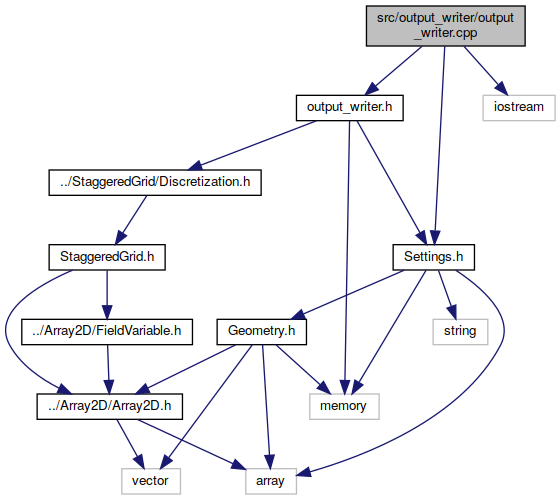 src/output_writer/output
_writer.cpp
output_writer.h
iostream
../StaggeredGrid/Discretization.h
StaggeredGrid.h
Settings.h
../Array2D/FieldVariable.h
Geometry.h
string
../Array2D/Array2D.h
memory
vector
array